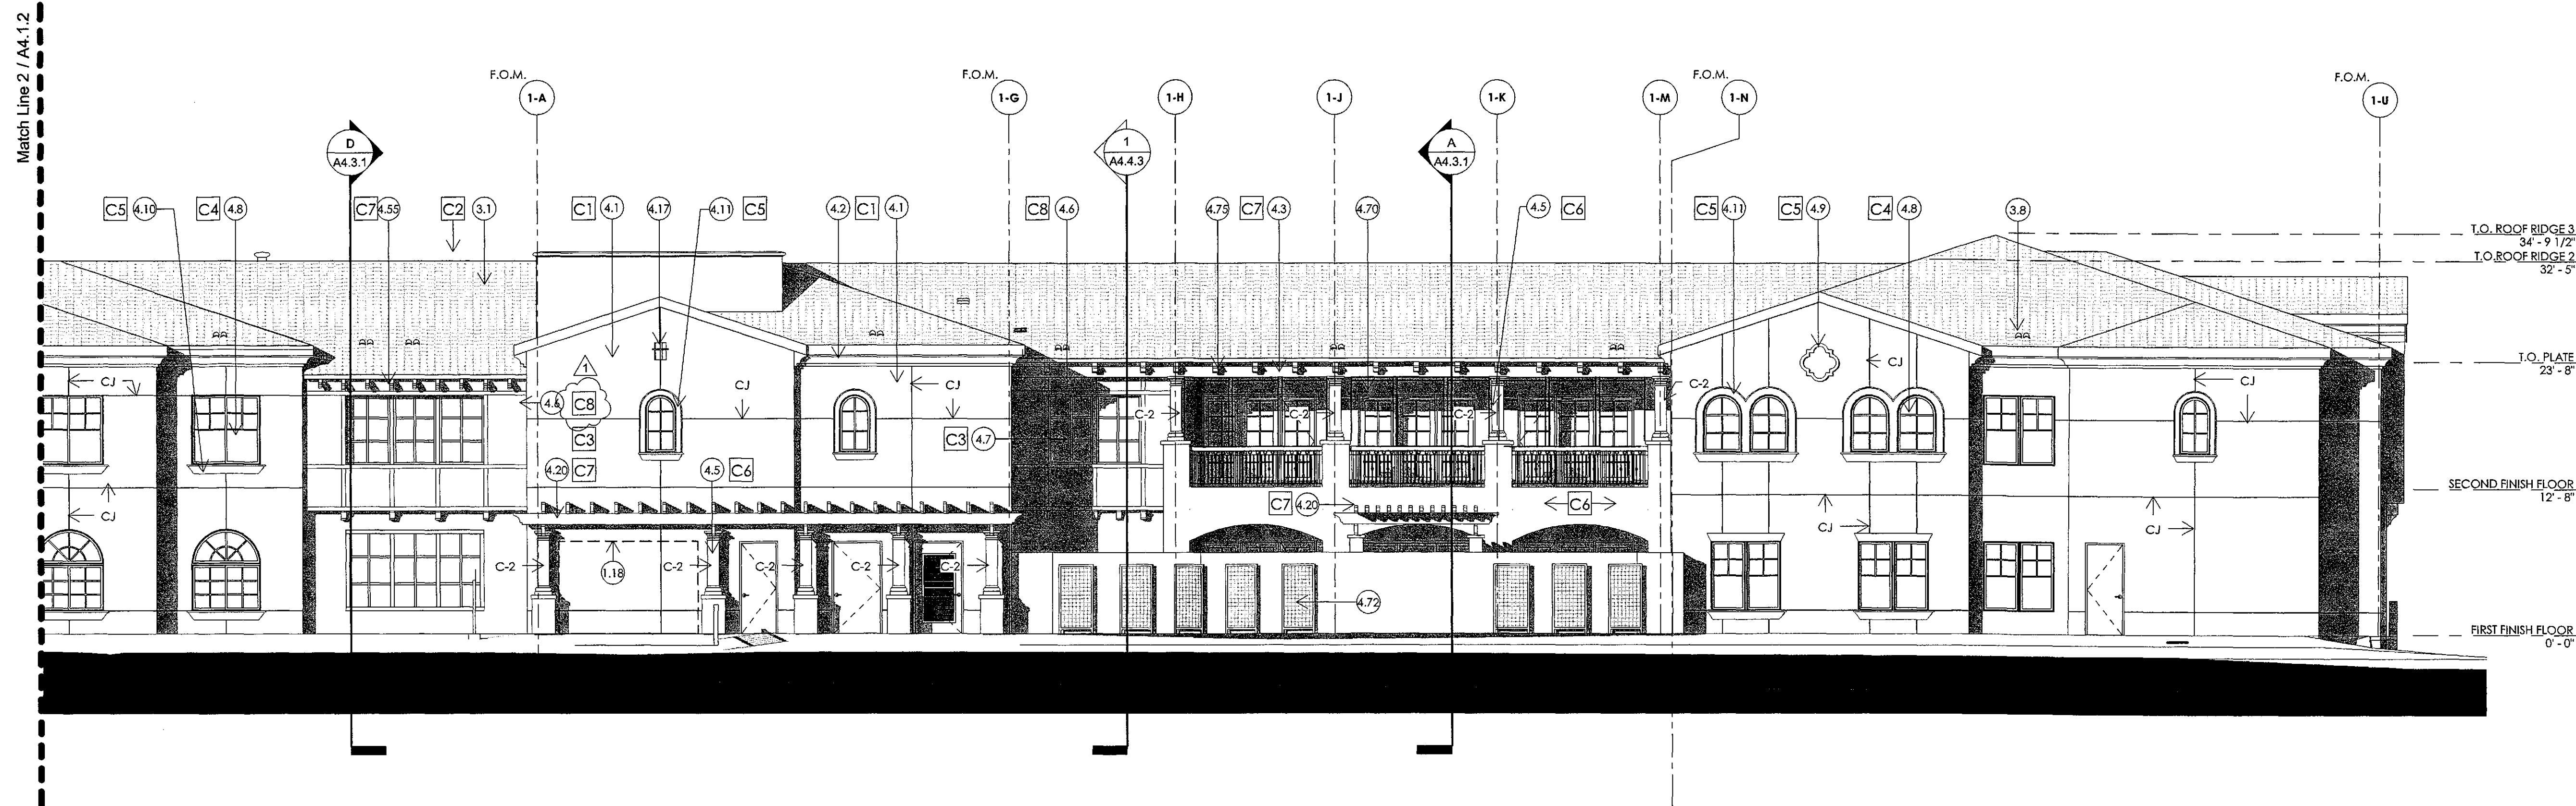 Match Line 2 / A4.1.2
F.O.M.
F.O.M.
F.O.M.
F.O.M.
1-A
1-G
1-H
1-J
1-K
1-M
1-N
1-U
D
A4.3.1
1
A4.4.3
A
A4.3.1
C5 4.10
C4 4.8
C7 4.55
C2
3.1
C1 4.1
4.17
4.11 C5
4.2 C1 4.1
C8 4.6
4.75 C7 4.3
4.70
4.5 C6
C5 4.11
C5 4.9
C4 4.8
3.8
T.O. ROOF RIDGE 3
34' - 9 1/2"
T.O.ROOF RIDGE 2
32' - 5"
T.O. PLATE
23' - 8"
SECOND FINISH FLOOR
12' - 8"
FIRST FINISH FLOOR
0' - 0"
1
CJ
CJ
CJ
CJ
CJ
C-2
4.6 C8
C-2
C-2
C-2
C3
C3 4.7
4.20 C7
4.5 C6
C7 4.20
C6
CJ
CJ
CJ
C-2
1.18
C-2
C-2
C-2
C-2
4.72